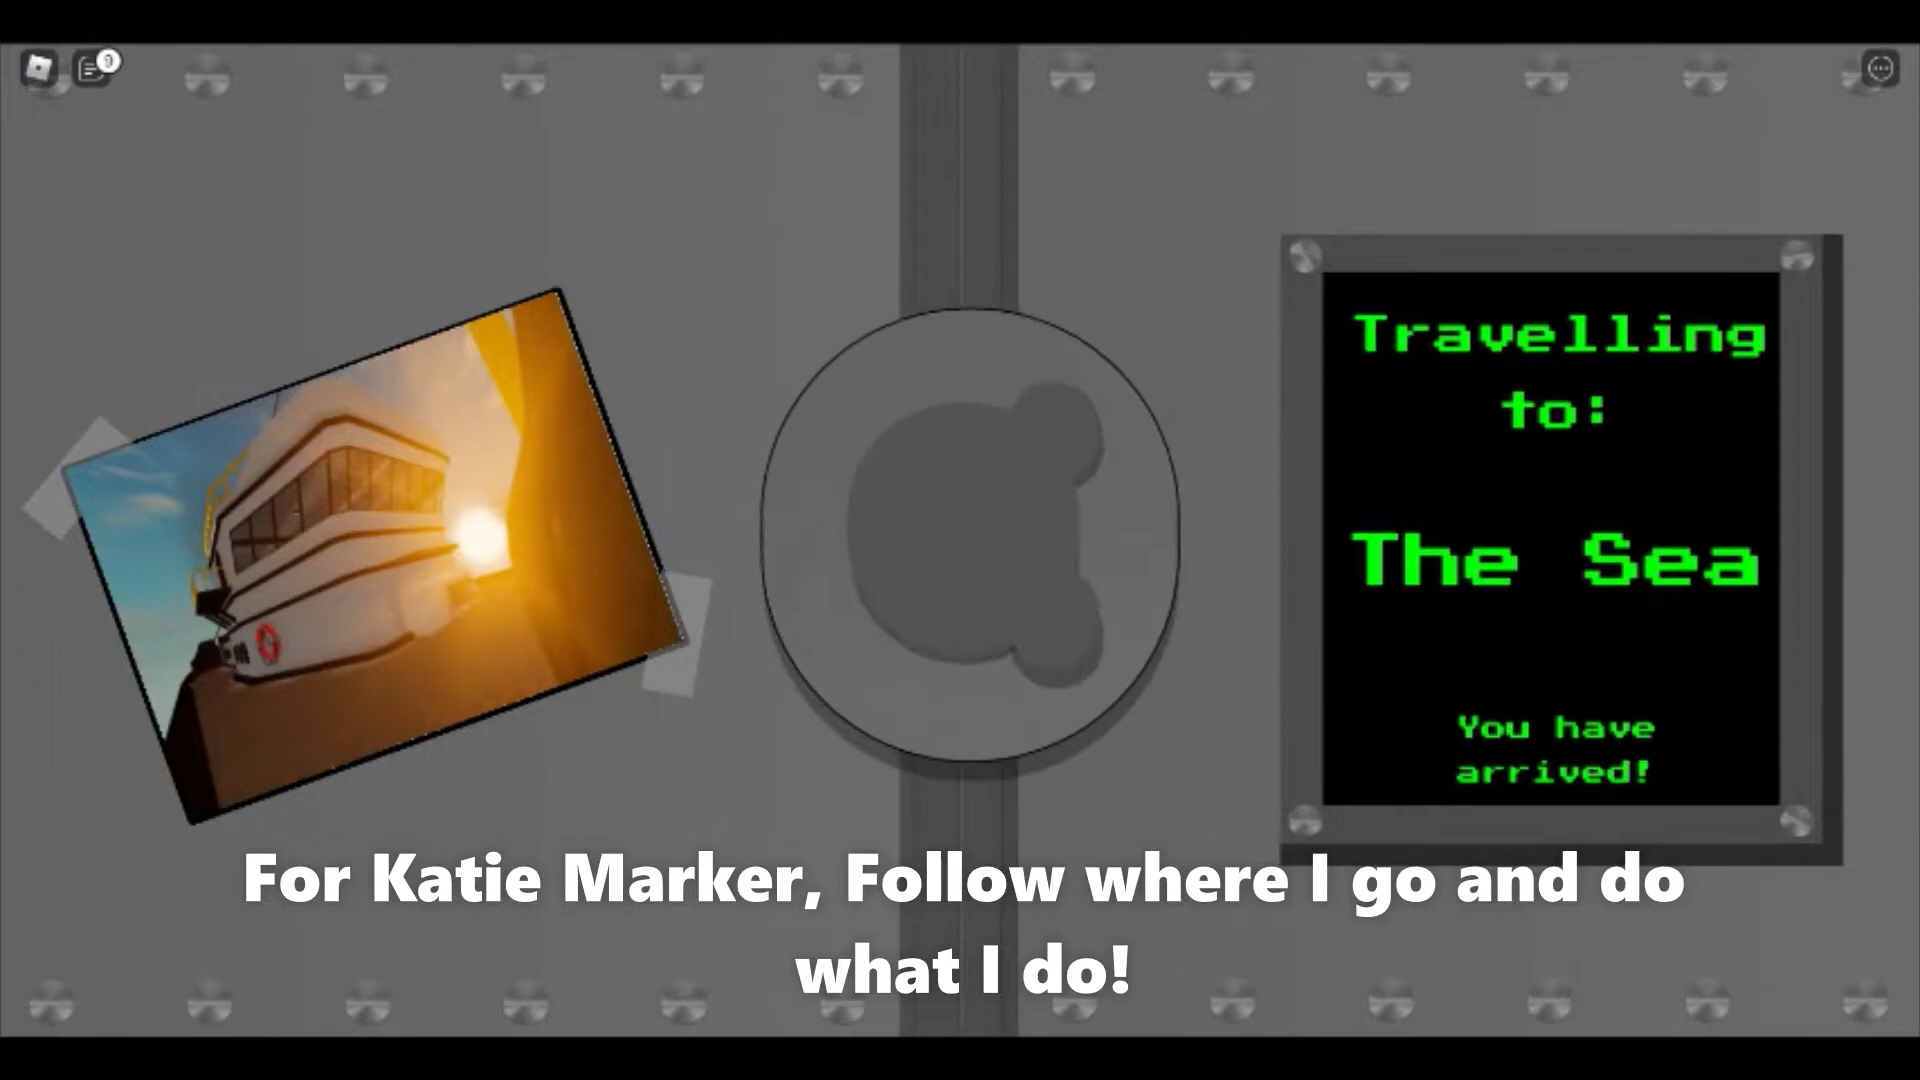 Travelling
to:
The Sea
You have
arrived!
For Katie Marker, Follow where I go and do
what I do!